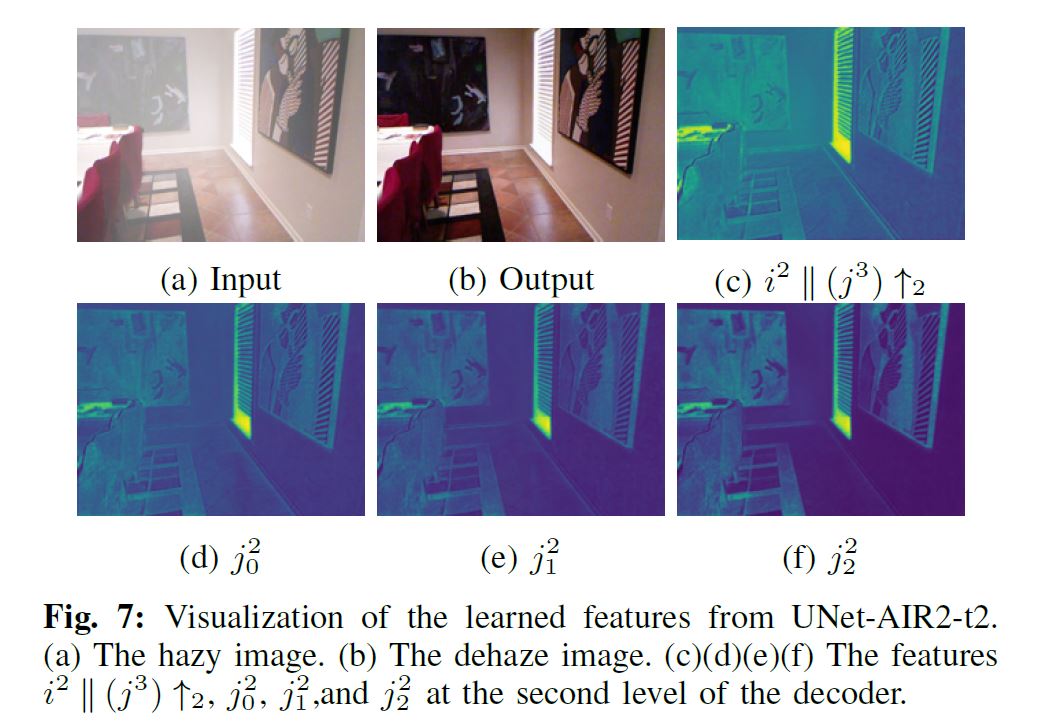 (a) Input (b) Output (c) $i^2 \parallel (j^3) \uparrow_2$
(d) $j_0^2$ (e) $j_1^2$ (f) $j_2^2$
Fig. 7: Visualization of the learned features from UNet-AIR2-t2.
(a) The hazy image. (b) The dehaze image. (c)(d)(e)(f) The features
$i^2 \parallel (j^3) \uparrow_2$, $j_0^2$, $j_1^2$,and $j_2^2$ at the second level of the decoder.